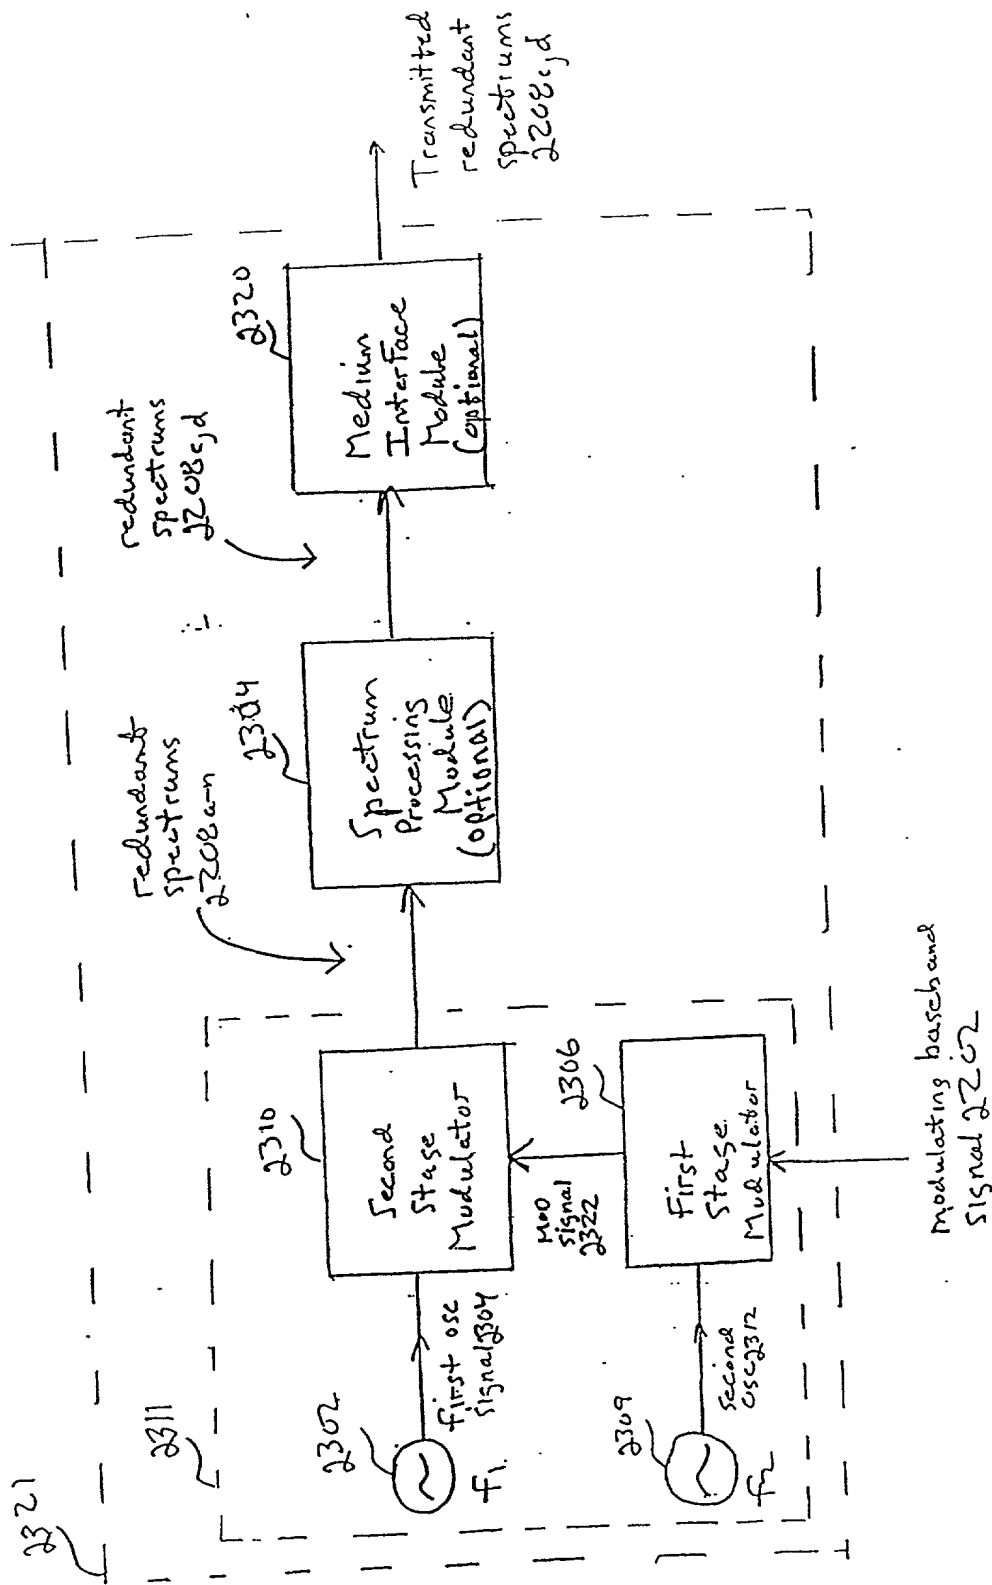 2321
2311
2302
f1.
First osc
signal 2304
2310
Second
Stage
Modulator
2309
f2
second
osc 2312
2306
First
Stage
Modulator
MOD
signal
2322
modulating baseband
signal 2202
redundant
spectrums
2208a-n
2304
Spectrum
Processing
Module
(optional)
redundant
spectrums
2208c,d
2320
Medium
Interface
Module
(optional)
Transmitted
redundant
spectrums
2208c,d